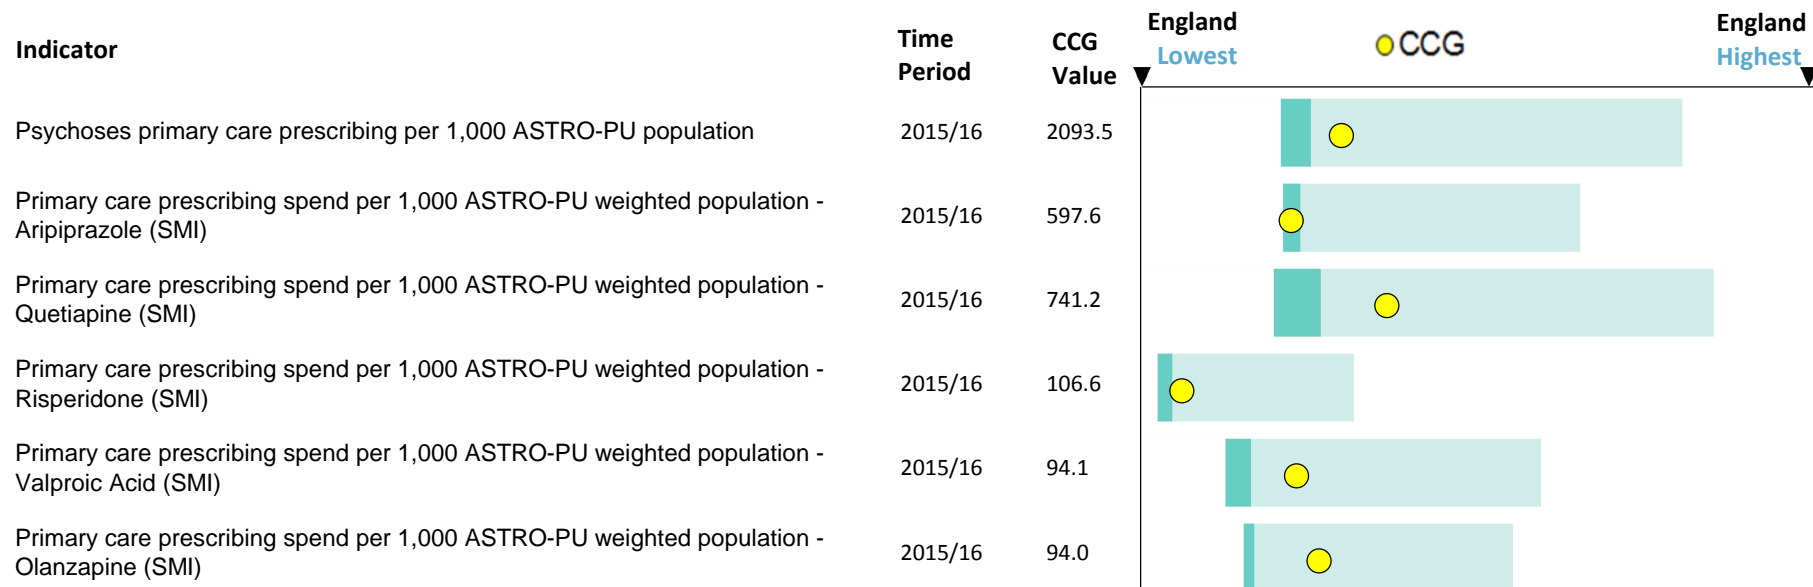 Indicator
Time Period
CCG Value
England Lowest
CCG
England Highest
Psychoses primary care prescribing per 1,000 ASTRO-PU population 2015/16 2093.5
Primary care prescribing spend per 1,000 ASTRO-PU weighted population -
Aripiprazole (SMI) 2015/16 597.6
Primary care prescribing spend per 1,000 ASTRO-PU weighted population -
Quetiapine (SMI) 2015/16 741.2
Primary care prescribing spend per 1,000 ASTRO-PU weighted population -
Risperidone (SMI) 2015/16 106.6
Primary care prescribing spend per 1,000 ASTRO-PU weighted population -
Valproic Acid (SMI) 2015/16 94.1
Primary care prescribing spend per 1,000 ASTRO-PU weighted population -
Olanzapine (SMI) 2015/16 94.0